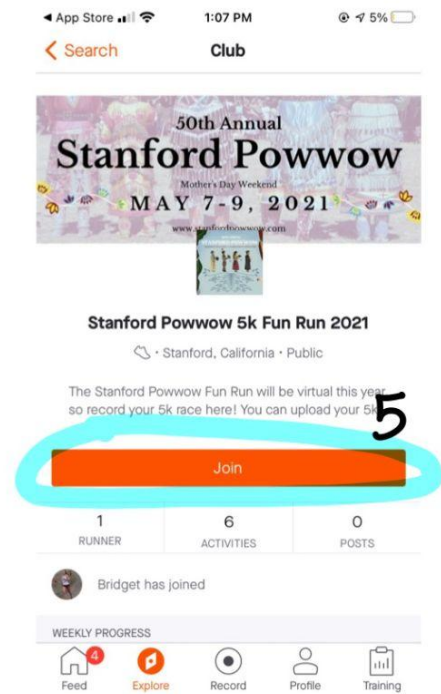 App Store 1:07 PM 5%
Search Club
50th Annual
Stanford Powwow
Mother's Day Weekend
MAY 7-9, 2021
www.stanfordpowwow.com
Stanford Powwow 5k Fun Run 2021
Stanford, California · Public
The Stanford Powwow Fun Run will be virtual this year
so record your 5k race here! You can upload your 5k
5
Join
1 6 0
RUNNER ACTIVITIES POSTS
Bridget has joined
WEEKLY PROGRESS
4
Feed Explore Record Profile Training